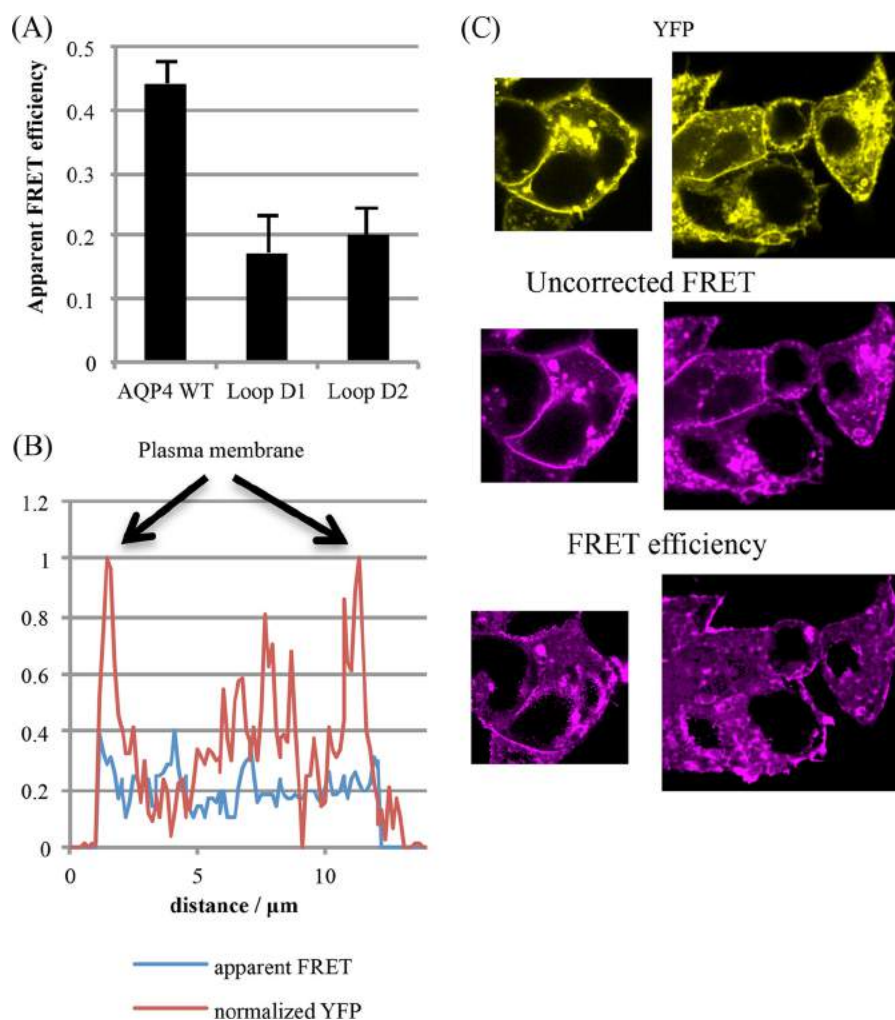 (A)
Apparent FRET efficiency
0.5
0.4
0.3
0.2
0.1
0
AQP4 WT Loop D1 Loop D2
(B)
Plasma membrane
1.2
1
0.8
0.6
0.4
0.2
0
0 5 10
distance / µm
apparent FRET
normalized YFP
(C)
YFP
Uncorrected FRET
FRET efficiency